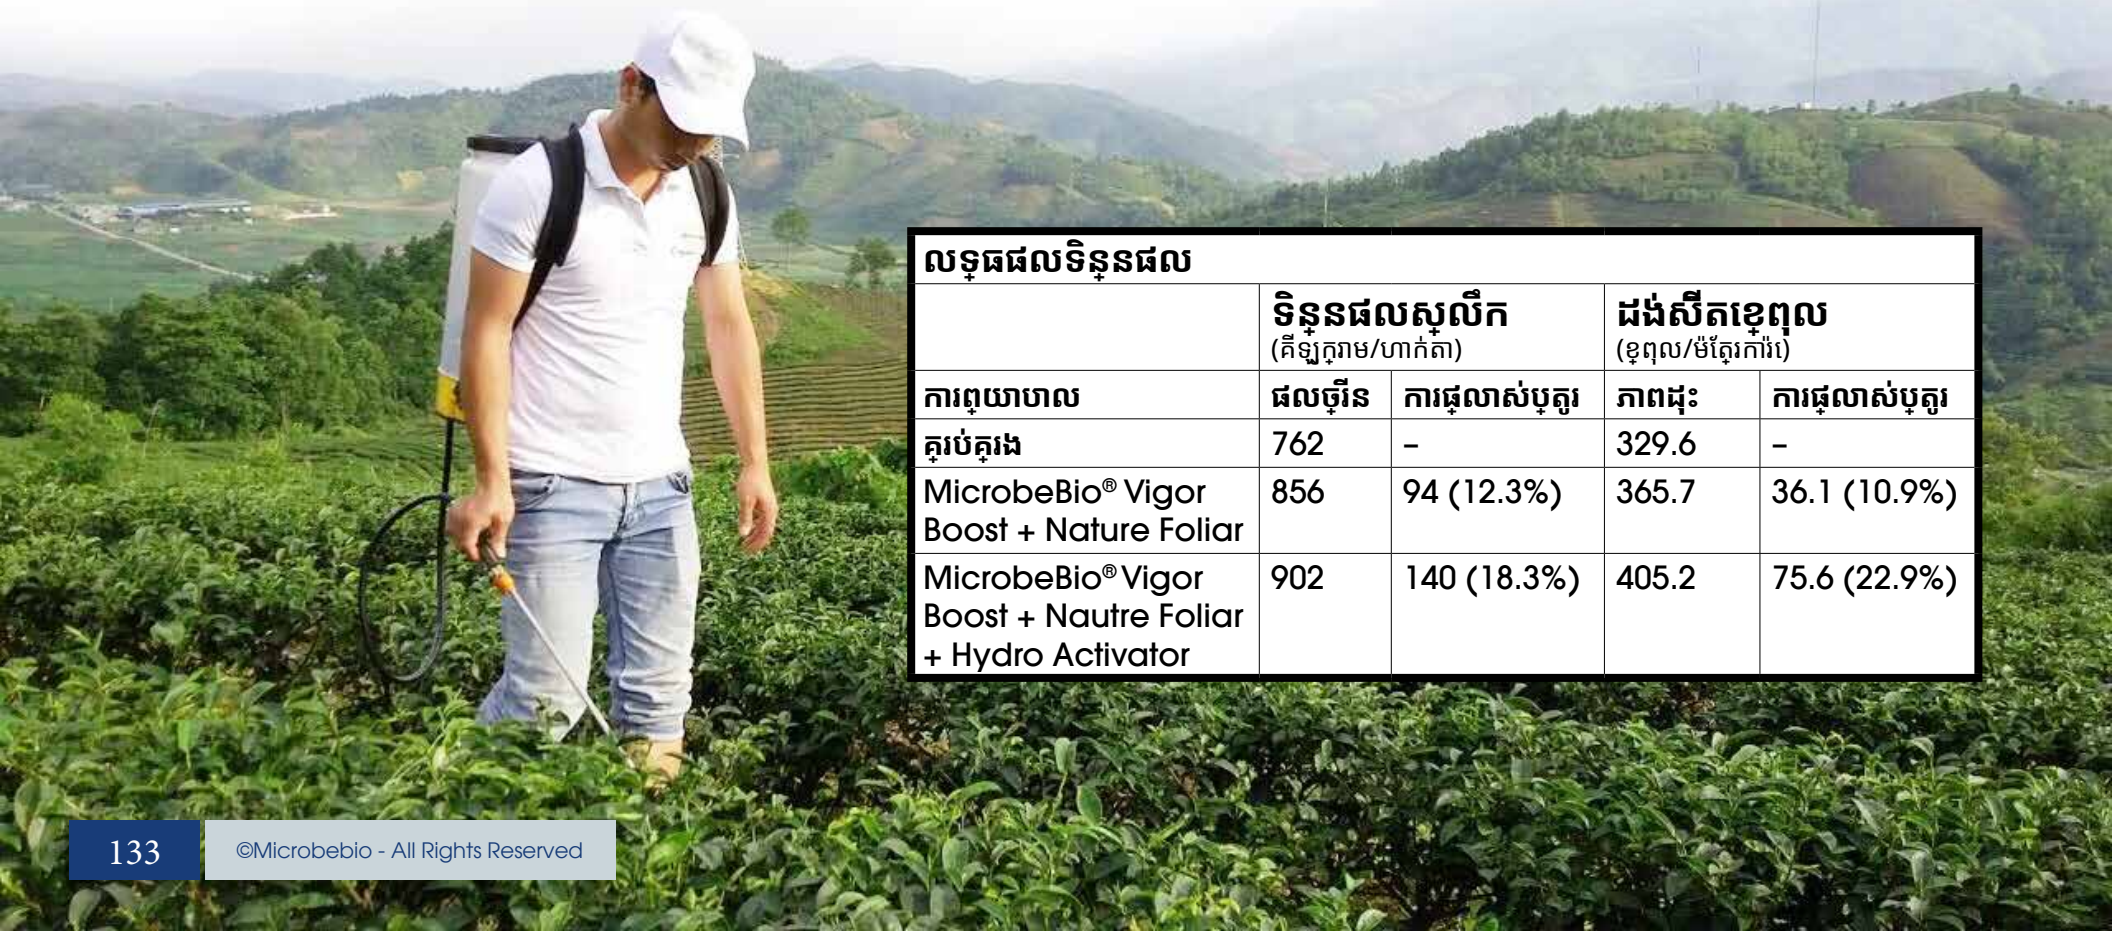 លទ្ធផលទិន្នផល
ទិន្នផលស្លឹក ដង់ស៊ីតខេ្ពុល
(គីឡូក្រាម/ហាក់តា) (ខ្ពុល/ម៉ែត្រការ៉េ)
ការព្យាបាល ផលច្រើន ការផ្លាស់ប្តូរ ភាពដុះ ការផ្លាស់ប្តូរ
គ្រប់គ្រង 762 – 329.6 –
MicrobeBio® Vigor 856 94 (12.3%) 365.7 36.1 (10.9%)
Boost + Nature Foliar
MicrobeBio® Vigor 902 140 (18.3%) 405.2 75.6 (22.9%)
Boost + Nautre Foliar
+ Hydro Activator
133 ©Microbebio - All Rights Reserved